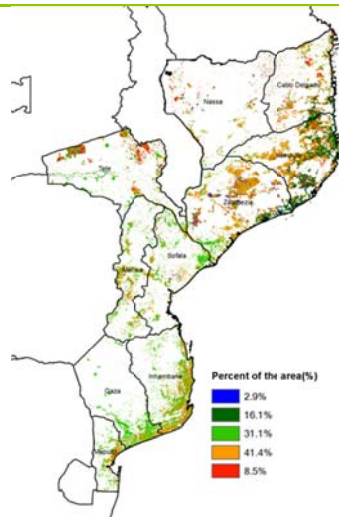 Niassa
Cabo Delgado
Tete
Zambezia
Manica
Sofala
Inhambane
Gaza
Maputo
Percent of the area(%)
2.9%
16.1%
31.1%
41.4%
8.5%